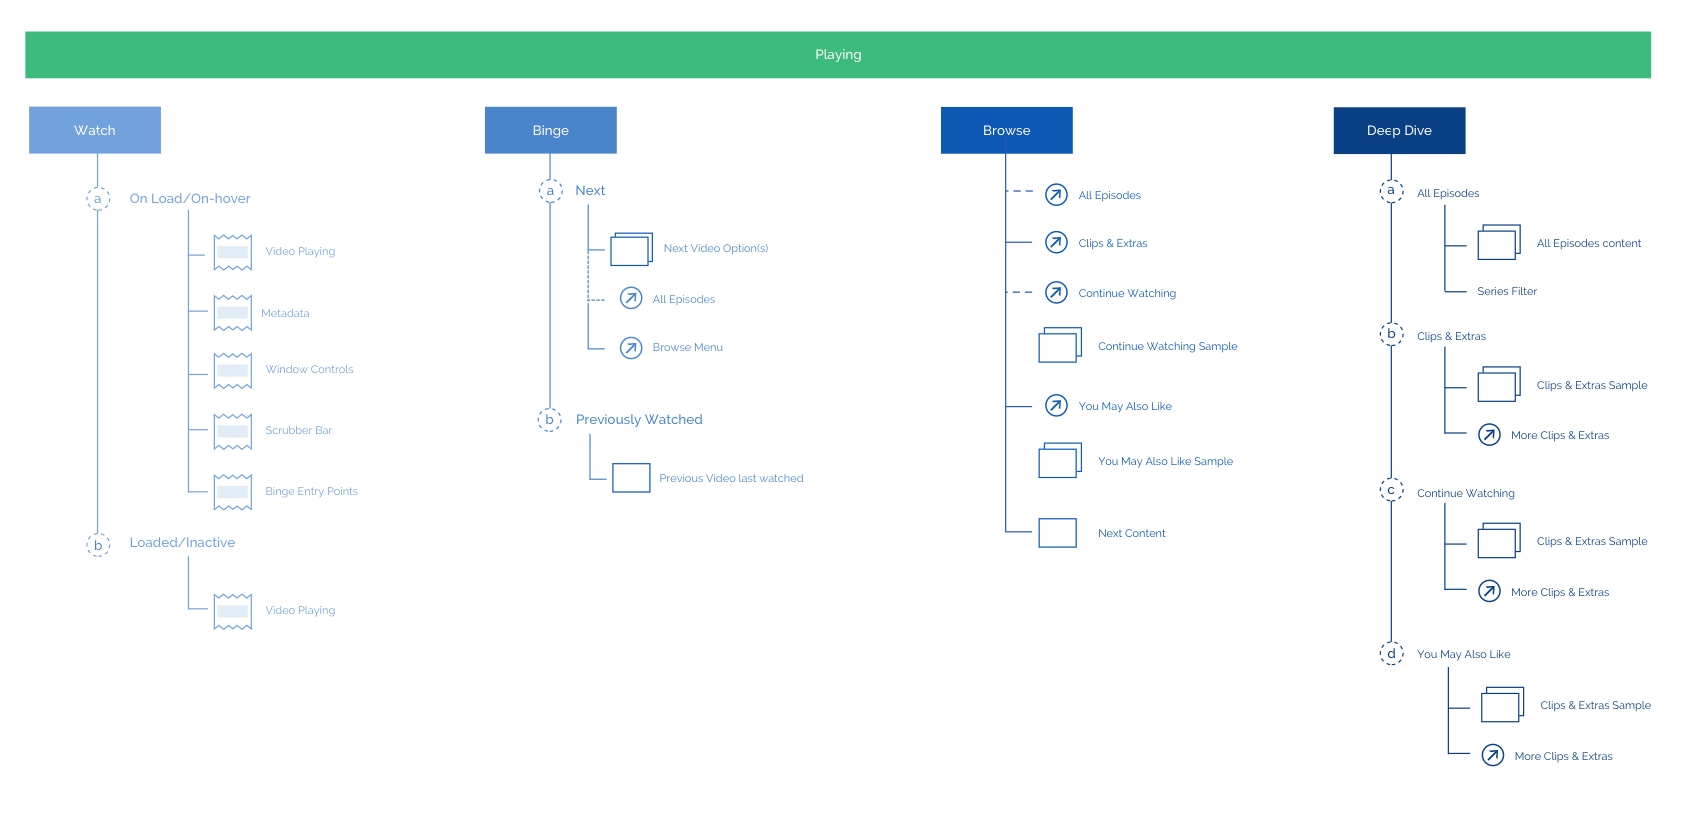 Playing
Watch
a
On Load/On-hover
Video Playing
Metadata
Window Controls
Scrubber Bar
Binge Entry Points
b
Loaded/Inactive
Video Playing
Binge
a
Next
Next Video Option(s)
All Episodes
Browse Menu
b
Previously Watched
Previous Video last watched
Browse
All Episodes
Clips & Extras
Continue Watching
Continue Watching Sample
You May Also Like
You May Also Like Sample
Next Content
Deep Dive
a
All Episodes
All Episodes content
Series Filter
b
Clips & Extras
Clips & Extras Sample
More Clips & Extras
c
Continue Watching
Clips & Extras Sample
More Clips & Extras
d
You May Also Like
Clips & Extras Sample
More Clips & Extras